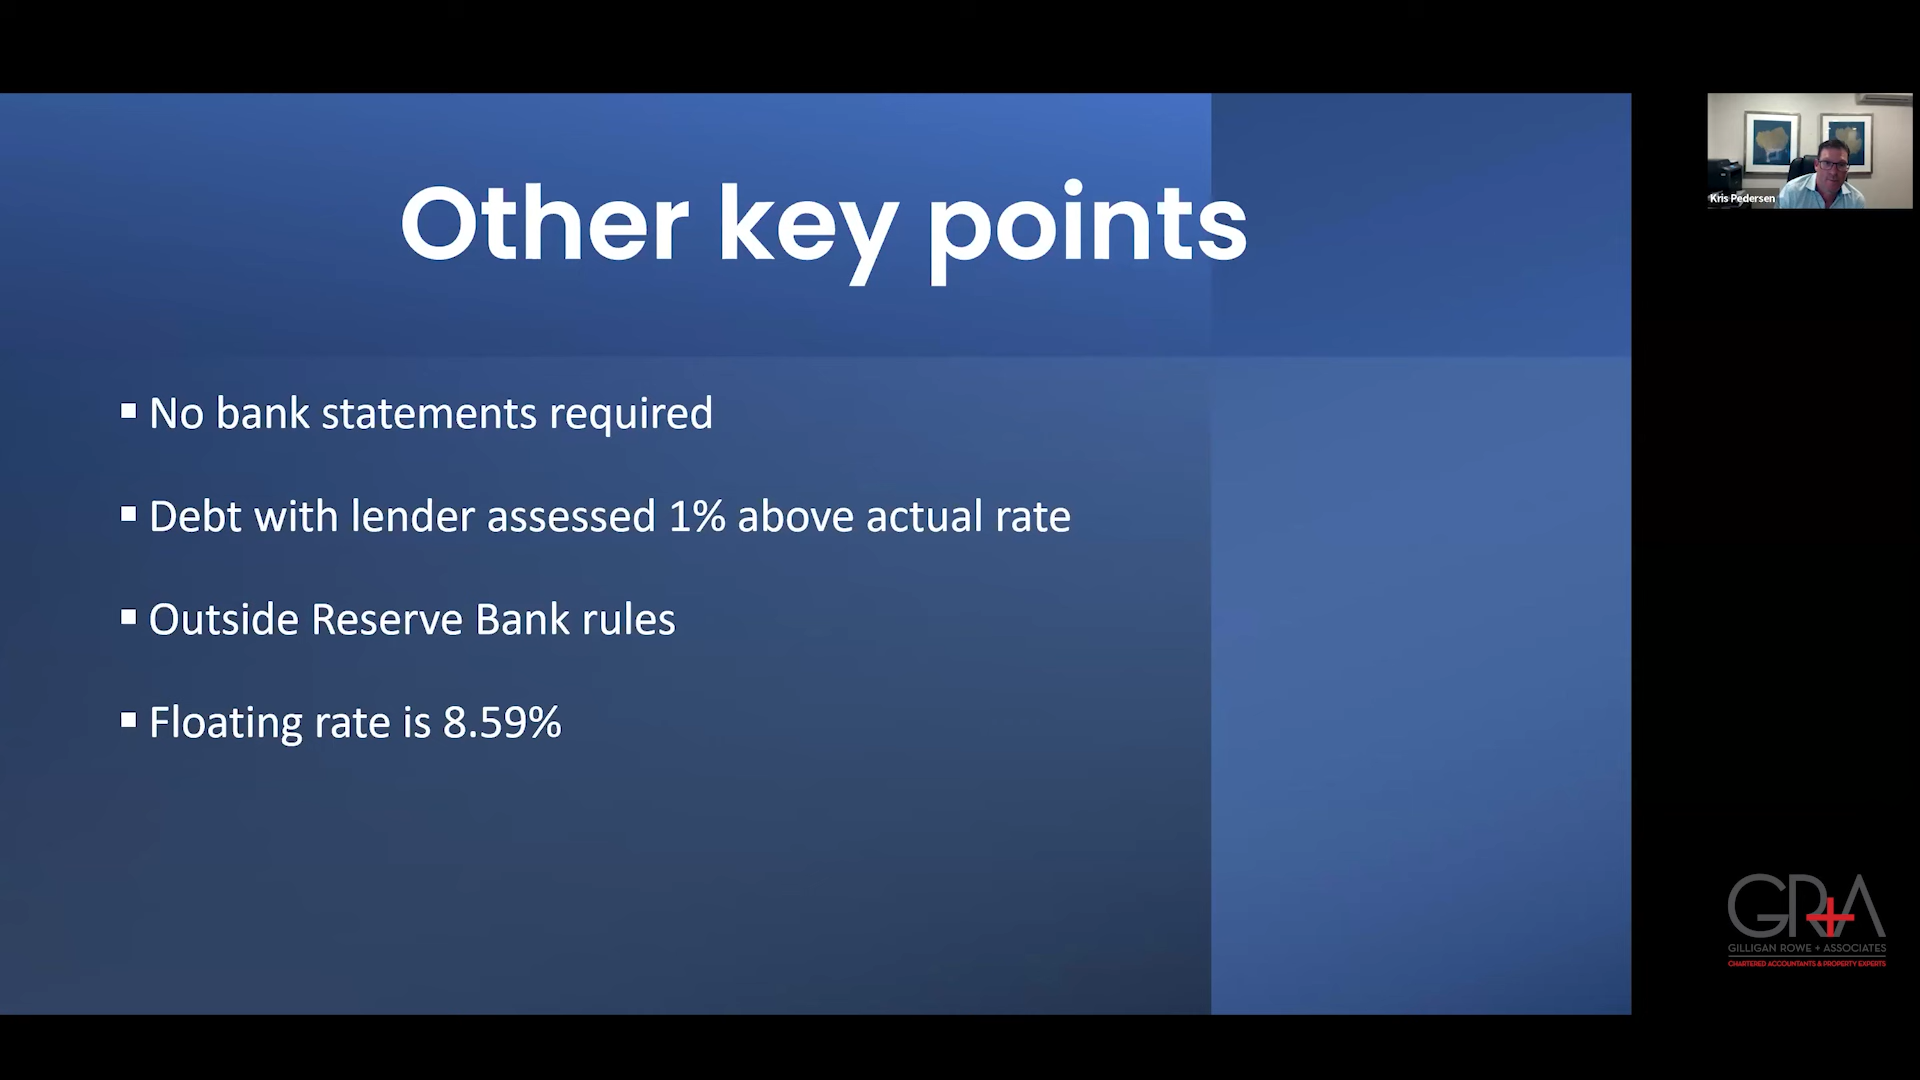 Other key points
No bank statements required
Debt with lender assessed 1% above actual rate
Outside Reserve Bank rules
Floating rate is 8.59%
Kris Pedersen
GR+A
GILLIGAN ROWE + ASSOCIATES
CHARTERED ACCOUNTANTS & PROPERTY EXPERTS